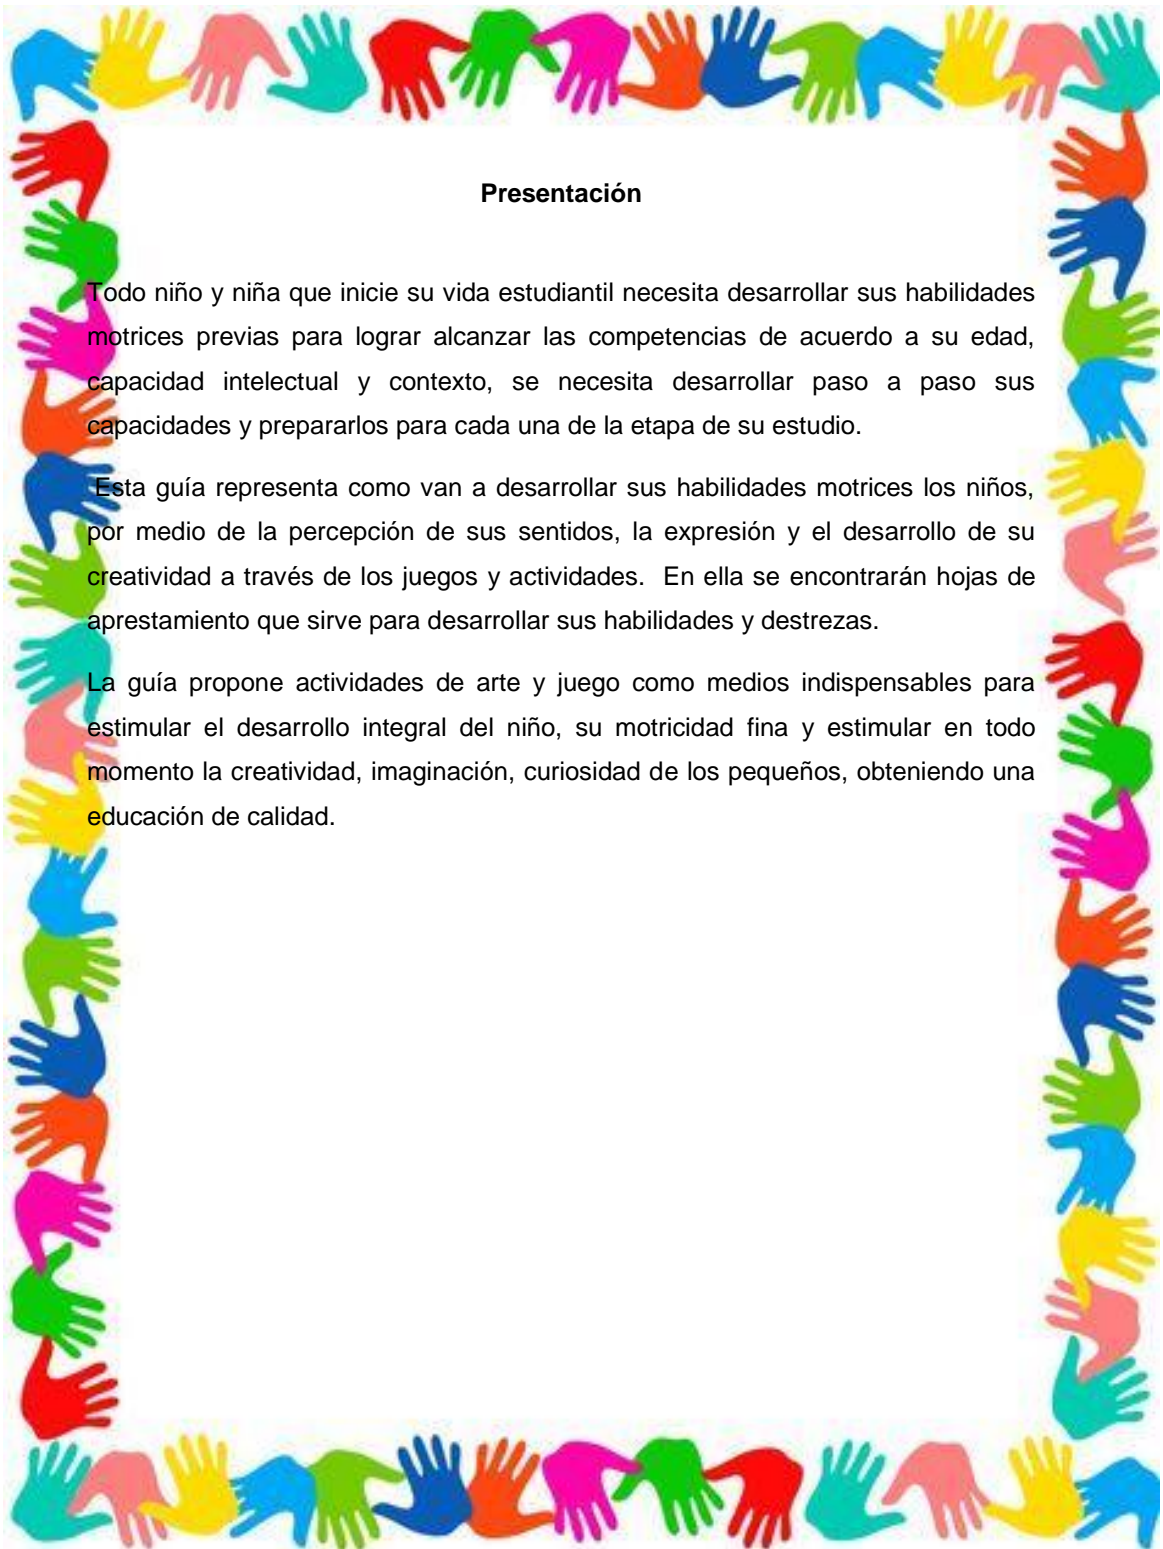 Presentación
Todo niño y niña que inicie su vida estudiantil necesita desarrollar sus habilidades
motrices previas para lograr alcanzar las competencias de acuerdo a su edad,
capacidad intelectual y contexto, se necesita desarrollar paso a paso sus
capacidades y prepararlos para cada una de la etapa de su estudio.
Esta guía representa como van a desarrollar sus habilidades motrices los niños,
por medio de la percepción de sus sentidos, la expresión y el desarrollo de su
creatividad a través de los juegos y actividades.  En ella se encontrarán hojas de
aprestamiento que sirve para desarrollar sus habilidades y destrezas.
La guía propone actividades de arte y juego como medios indispensables para
estimular el desarrollo integral del niño, su motricidad fina y estimular en todo
momento la creatividad, imaginación, curiosidad de los pequeños, obteniendo una
educación de calidad.